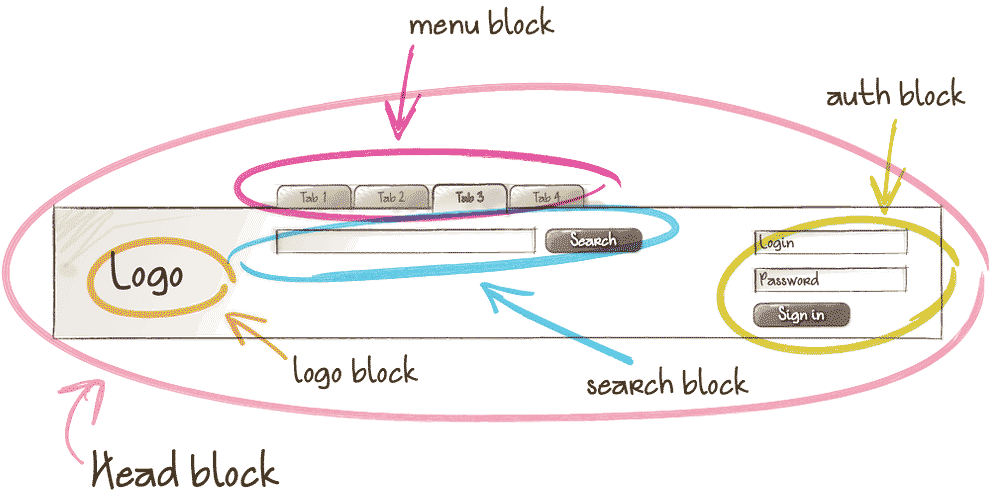 menu block
auth block
Tab 1 Tab 2 Tab 3 Tab 4
Search
Login
Logo
Password
Sign in
logo block
search block
Head block